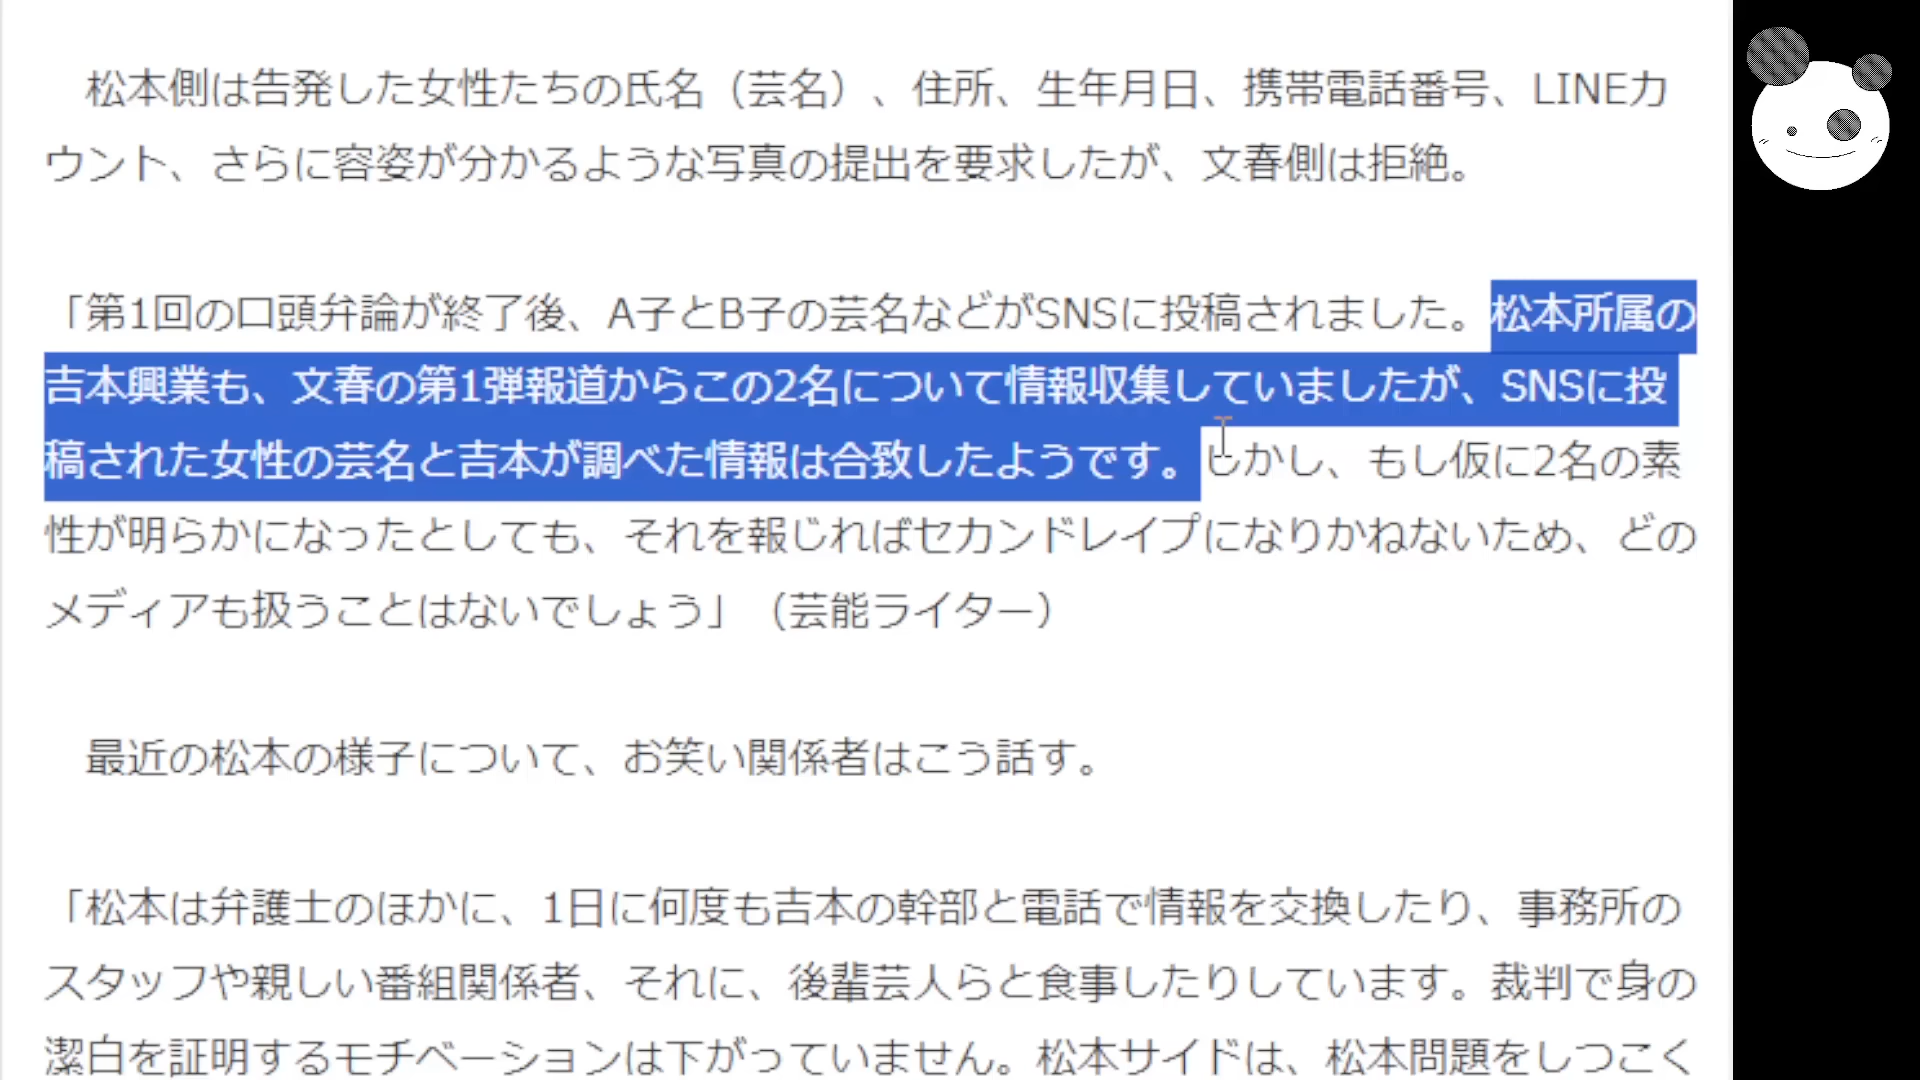 松本側は告発した女性たちの氏名（芸名）、住所、生年月日、携帯電話番号、LINEカ
ウント、さらに容姿が分かるような写真の提出を要求したが、文春側は拒絶。
「第1回の口頭弁論が終了後、A子とB子の芸名などがSNSに投稿されました。松本所属の
吉本興業も、文春の第1弾報道からこの2名について情報収集していましたが、SNSに投
稿された女性の芸名と吉本が調べた情報は合致したようです。しかし、もし仮に2名の素
性が明らかになったとしても、それを報じればセカンドレイプになりかねないため、どの
メディアも扱うことはないでしょう」（芸能ライター）
最近の松本の様子について、お笑い関係者はこう話す。
「松本は弁護士のほかに、1日に何度も吉本の幹部と電話で情報を交換したり、事務所の
スタッフや親しい番組関係者、それに、後輩芸人らと食事したりしています。裁判で身の
潔白を証明するモチベーションは下がっていません。松本サイドは、松本問題をしつこく